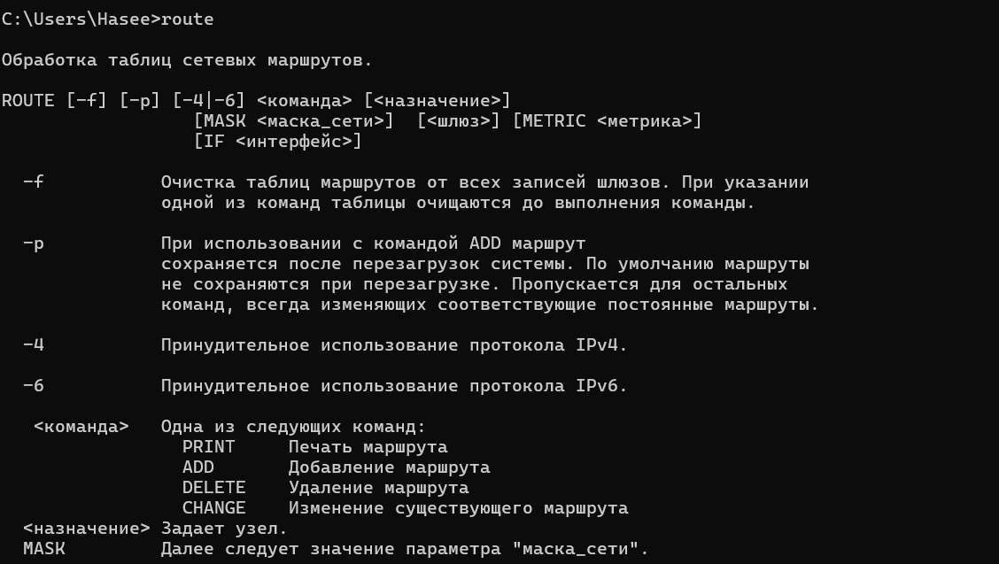 C:\Users\Hasee>route
Обработка таблиц сетевых маршрутов.
ROUTE [-f] [-p] [-4|-6] <команда> [<назначение>]
                  [MASK <маска_сети>]  [<шлюз>] [METRIC <метрика>]
                  [IF <интерфейс>]
  -f           Очистка таблиц маршрутов от всех записей шлюзов. При указании
               одной из команд таблицы очищаются до выполнения команды.
  -p           При использовании с командой ADD маршрут
               сохраняется после перезагрузок системы. По умолчанию маршруты
               не сохраняются при перезагрузке. Пропускается для остальных
               команд, всегда изменяющих соответствующие постоянные маршруты.
  -4           Принудительное использование протокола IPv4.
  -6           Принудительное использование протокола IPv6.
   <команда>   Одна из следующих команд:
                 PRINT     Печать маршрута
                 ADD       Добавление маршрута
                 DELETE    Удаление маршрута
                 CHANGE    Изменение существующего маршрута
  <назначение> Задает узел.
  MASK         Далее следует значение параметра "маска_сети".